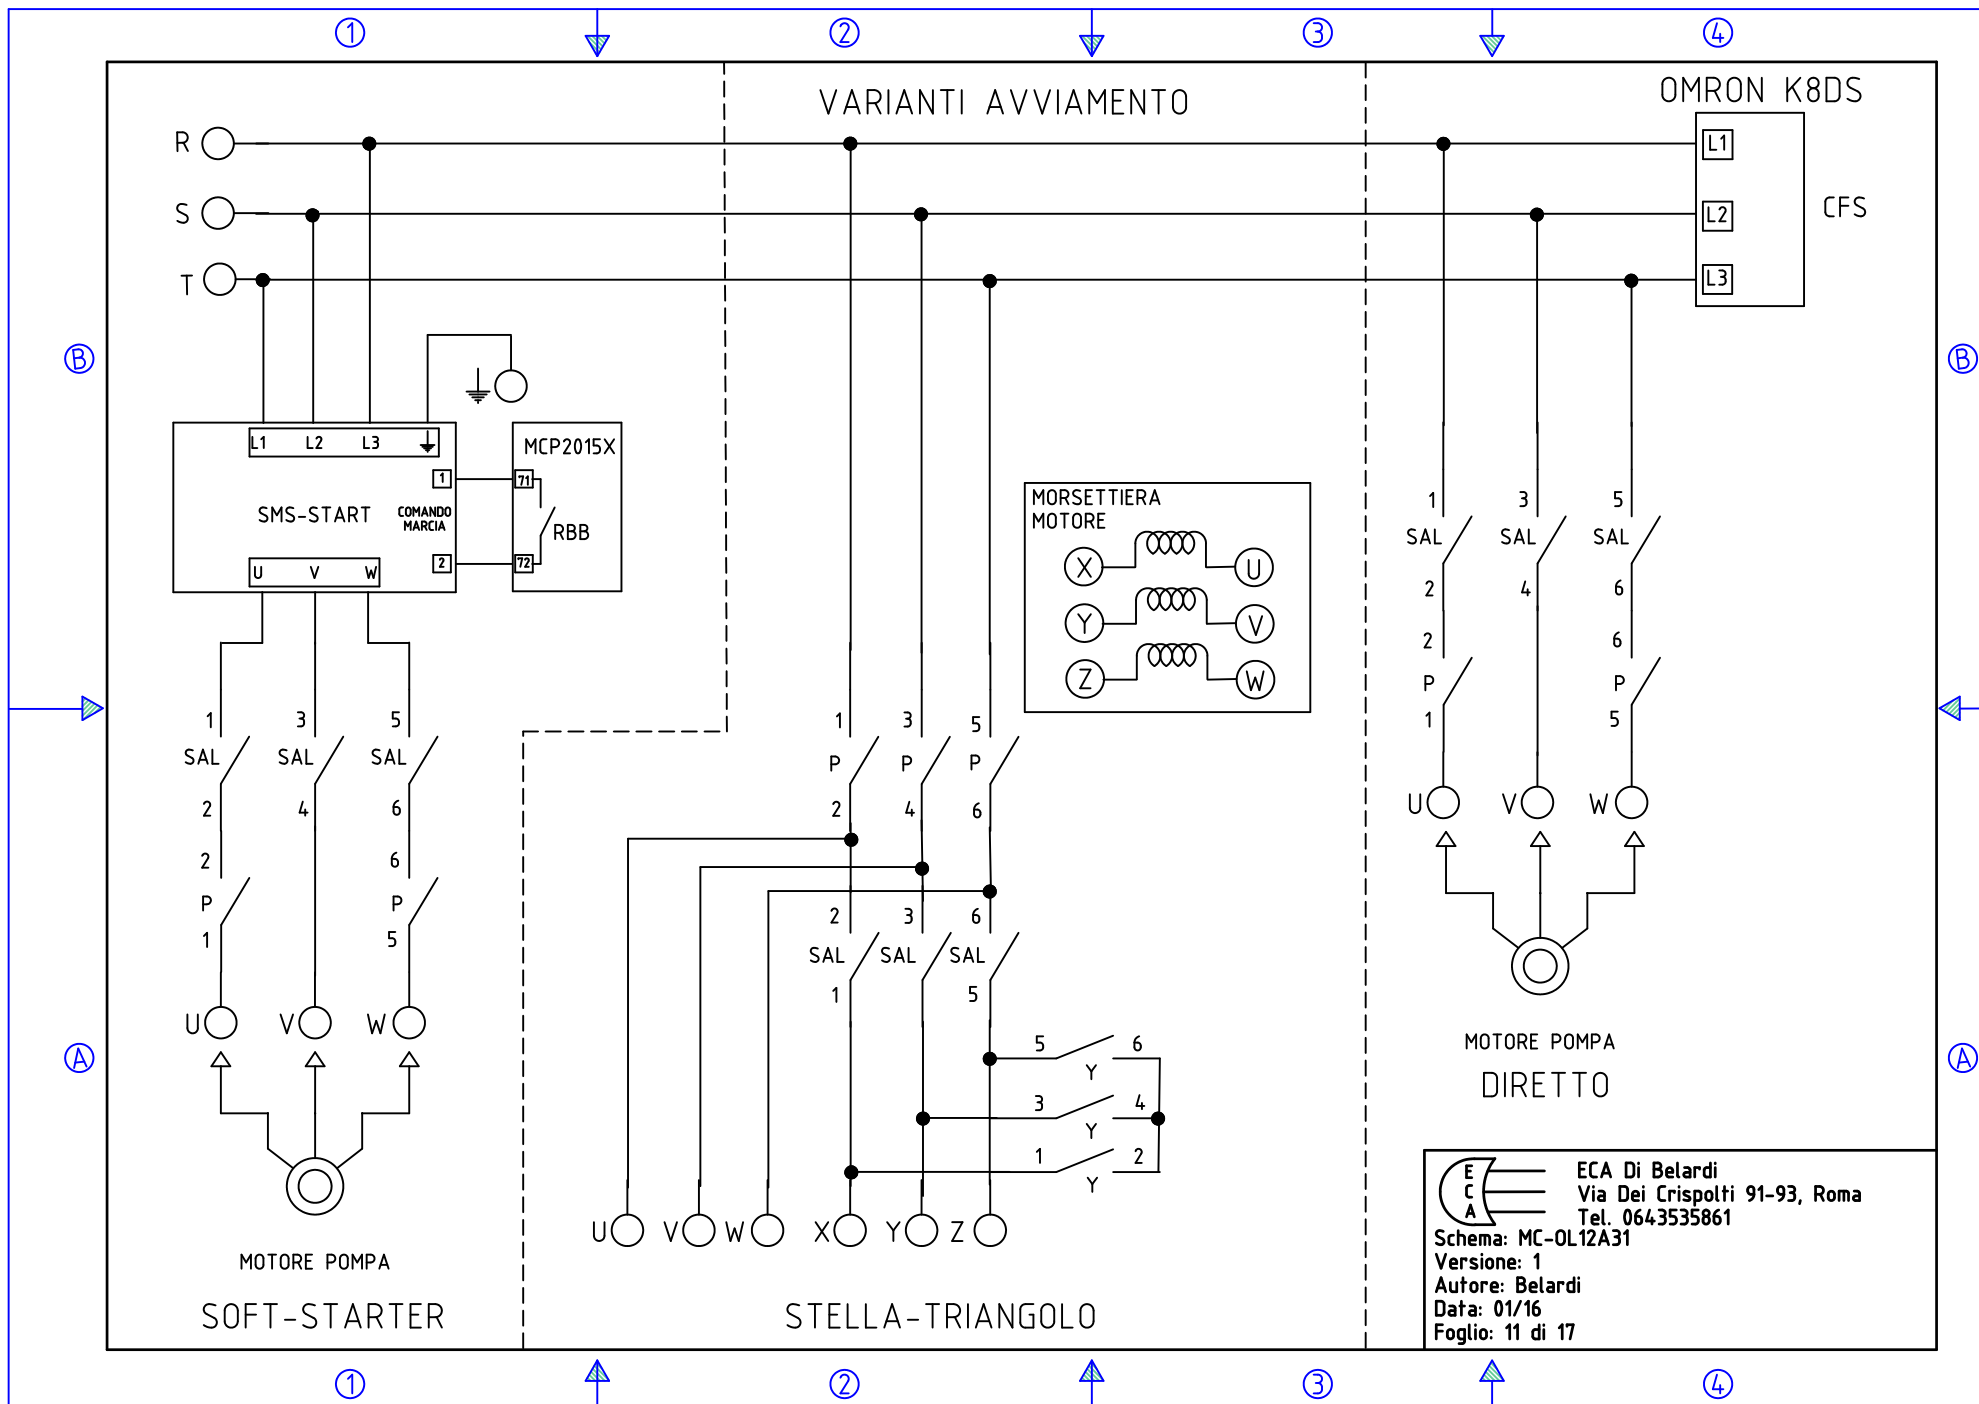 1 2 3 4
VARIANTI AVVIAMENTO
OMRON K8DS
R
S
T
L1
L2
L3
CFS
B
B
L1 L2 L3
MCP2015X
1
71
SMS-START
COMANDO
MARCIA
RBB
2
72
U V W
MORSETTIERA
MOTORE
X U
Y V
Z W
1 3 5
SAL SAL SAL
2 4 6
2 6
P P
1 5
U V W
MOTORE POMPA
DIRETTO
1 3 5
SAL SAL SAL
2 4 6
2 6
P P
1 5
U V W
MOTORE POMPA
SOFT-STARTER
1 3 5
P P P
2 4 6
2 3 6
SAL SAL SAL
1 5
5 6
Y
3 4
Y
1 2
Y
U V W X Y Z
STELLA-TRIANGOLO
A
A
E
C
A
ECA Di Belardi
Via Dei Crispolti 91-93, Roma
Tel. 0643535861
Schema: MC-OL12A31
Versione: 1
Autore: Belardi
Data: 01/16
Foglio: 11 di 17
1 2 3 4